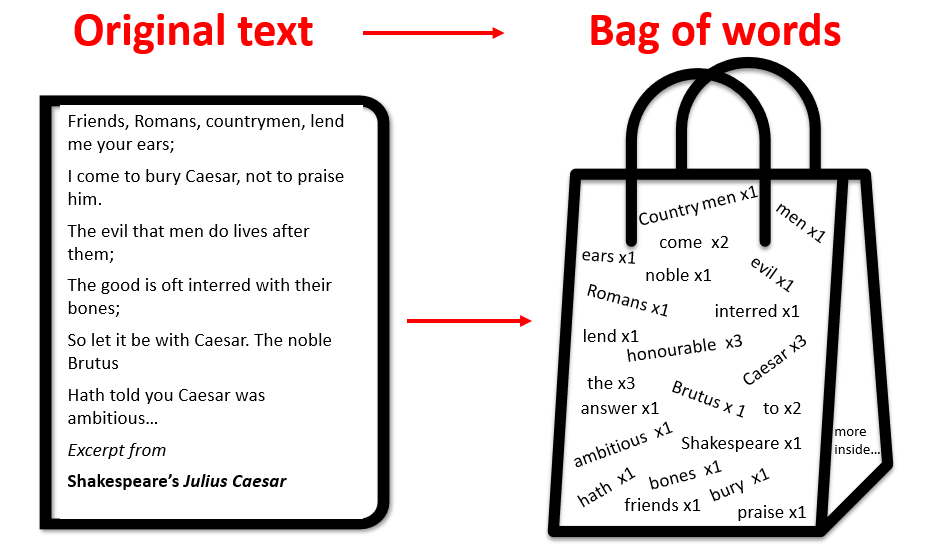 Original text
Bag of words
Friends, Romans, countrymen, lend
me your ears;
I come to bury Caesar, not to praise
him.
The evil that men do lives after
them;
The good is oft interred with their
bones;
So let it be with Caesar. The noble
Brutus
Hath told you Caesar was
ambitious…
Excerpt from
Shakespeare’s Julius Caesar
Country men x1
men x1
come x2
ears x1
noble x1
evil x1
Romans x1
interred x1
lend x1
honourable x3
Caesar x3
the x3
Brutus x 1
answer x1
to x2
ambitious x1
Shakespeare x1
more
inside…
hath x1
bones x1
bury x1
friends x1
praise x1